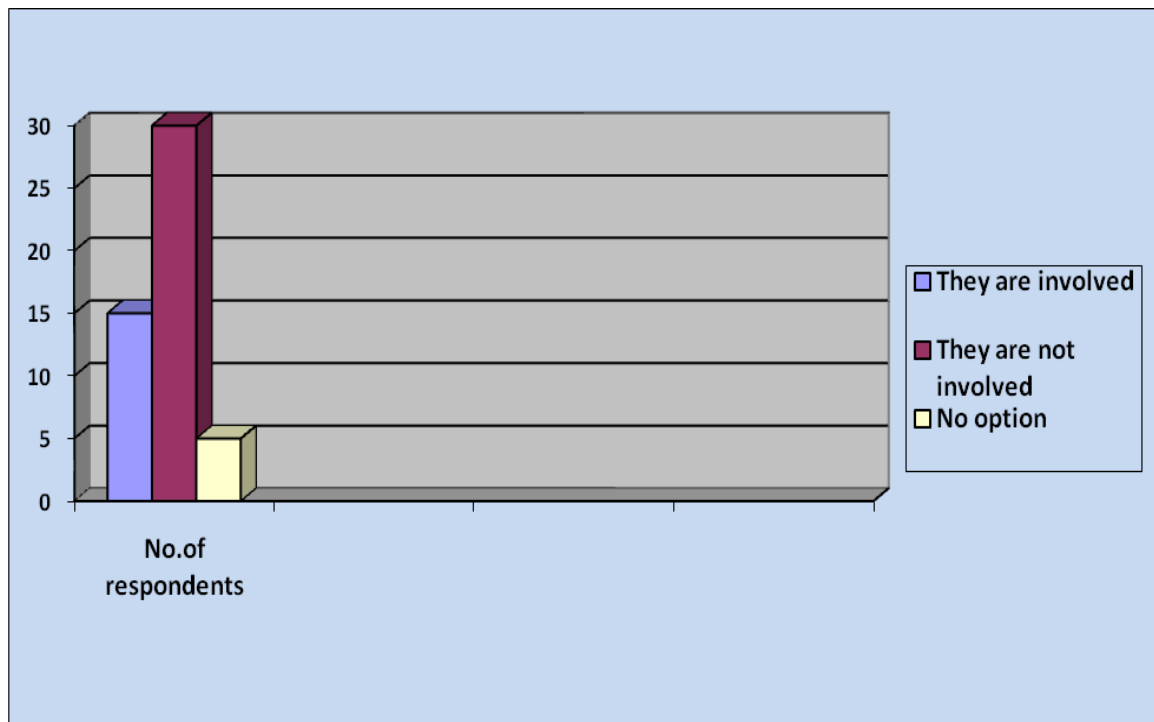 30
25
20
15
10
5
0
No.of
respondents
They are involved
They are not
involved
No option